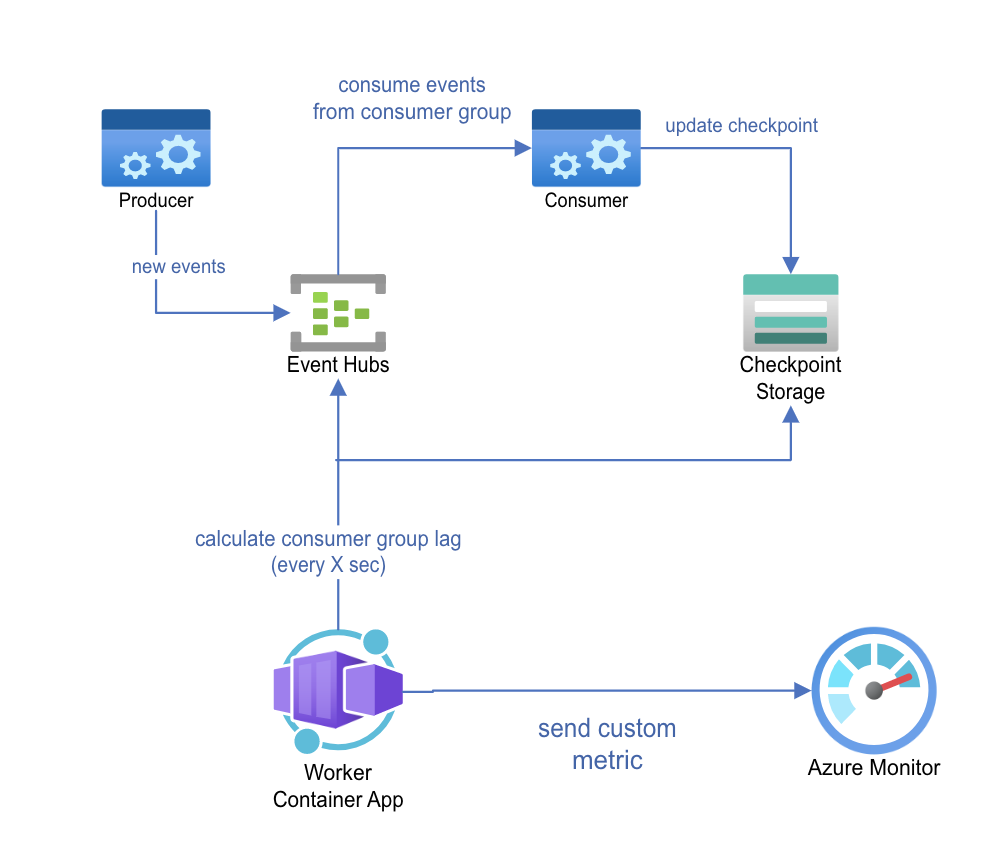 consume events
from consumer group
update checkpoint
Producer
Consumer
new events
Event Hubs
Checkpoint
Storage
calculate consumer group lag
(every X sec)
send custom
metric
Worker
Container App
Azure Monitor